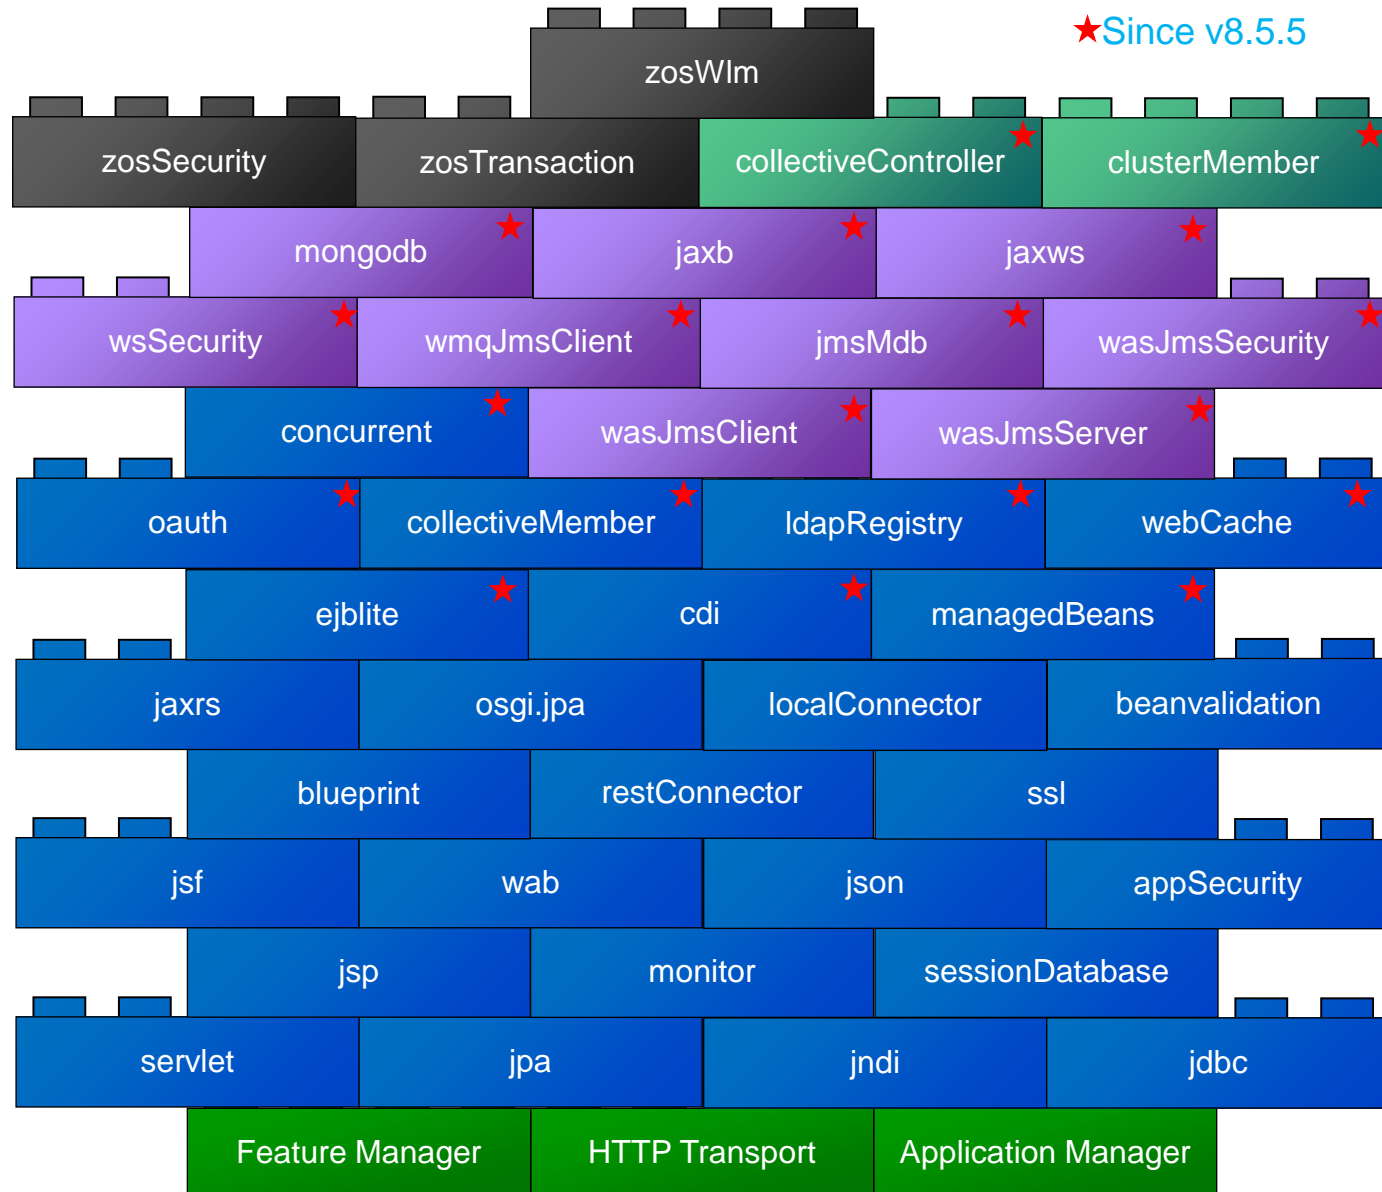 ★Since v8.5.5
zosWlm
zosSecurity
zosTransaction
collectiveController
clusterMember
mongodb
jaxb
jaxws
wsSecurity
wmqJmsClient
jmsMdb
wasJmsSecurity
concurrent
wasJmsClient
wasJmsServer
oauth
collectiveMember
ldapRegistry
webCache
ejblite
cdi
managedBeans
jaxrs
osgi.jpa
localConnector
beanvalidation
blueprint
restConnector
ssl
jsf
wab
json
appSecurity
jsp
monitor
sessionDatabase
servlet
jpa
jndi
jdbc
Feature Manager
HTTP Transport
Application Manager